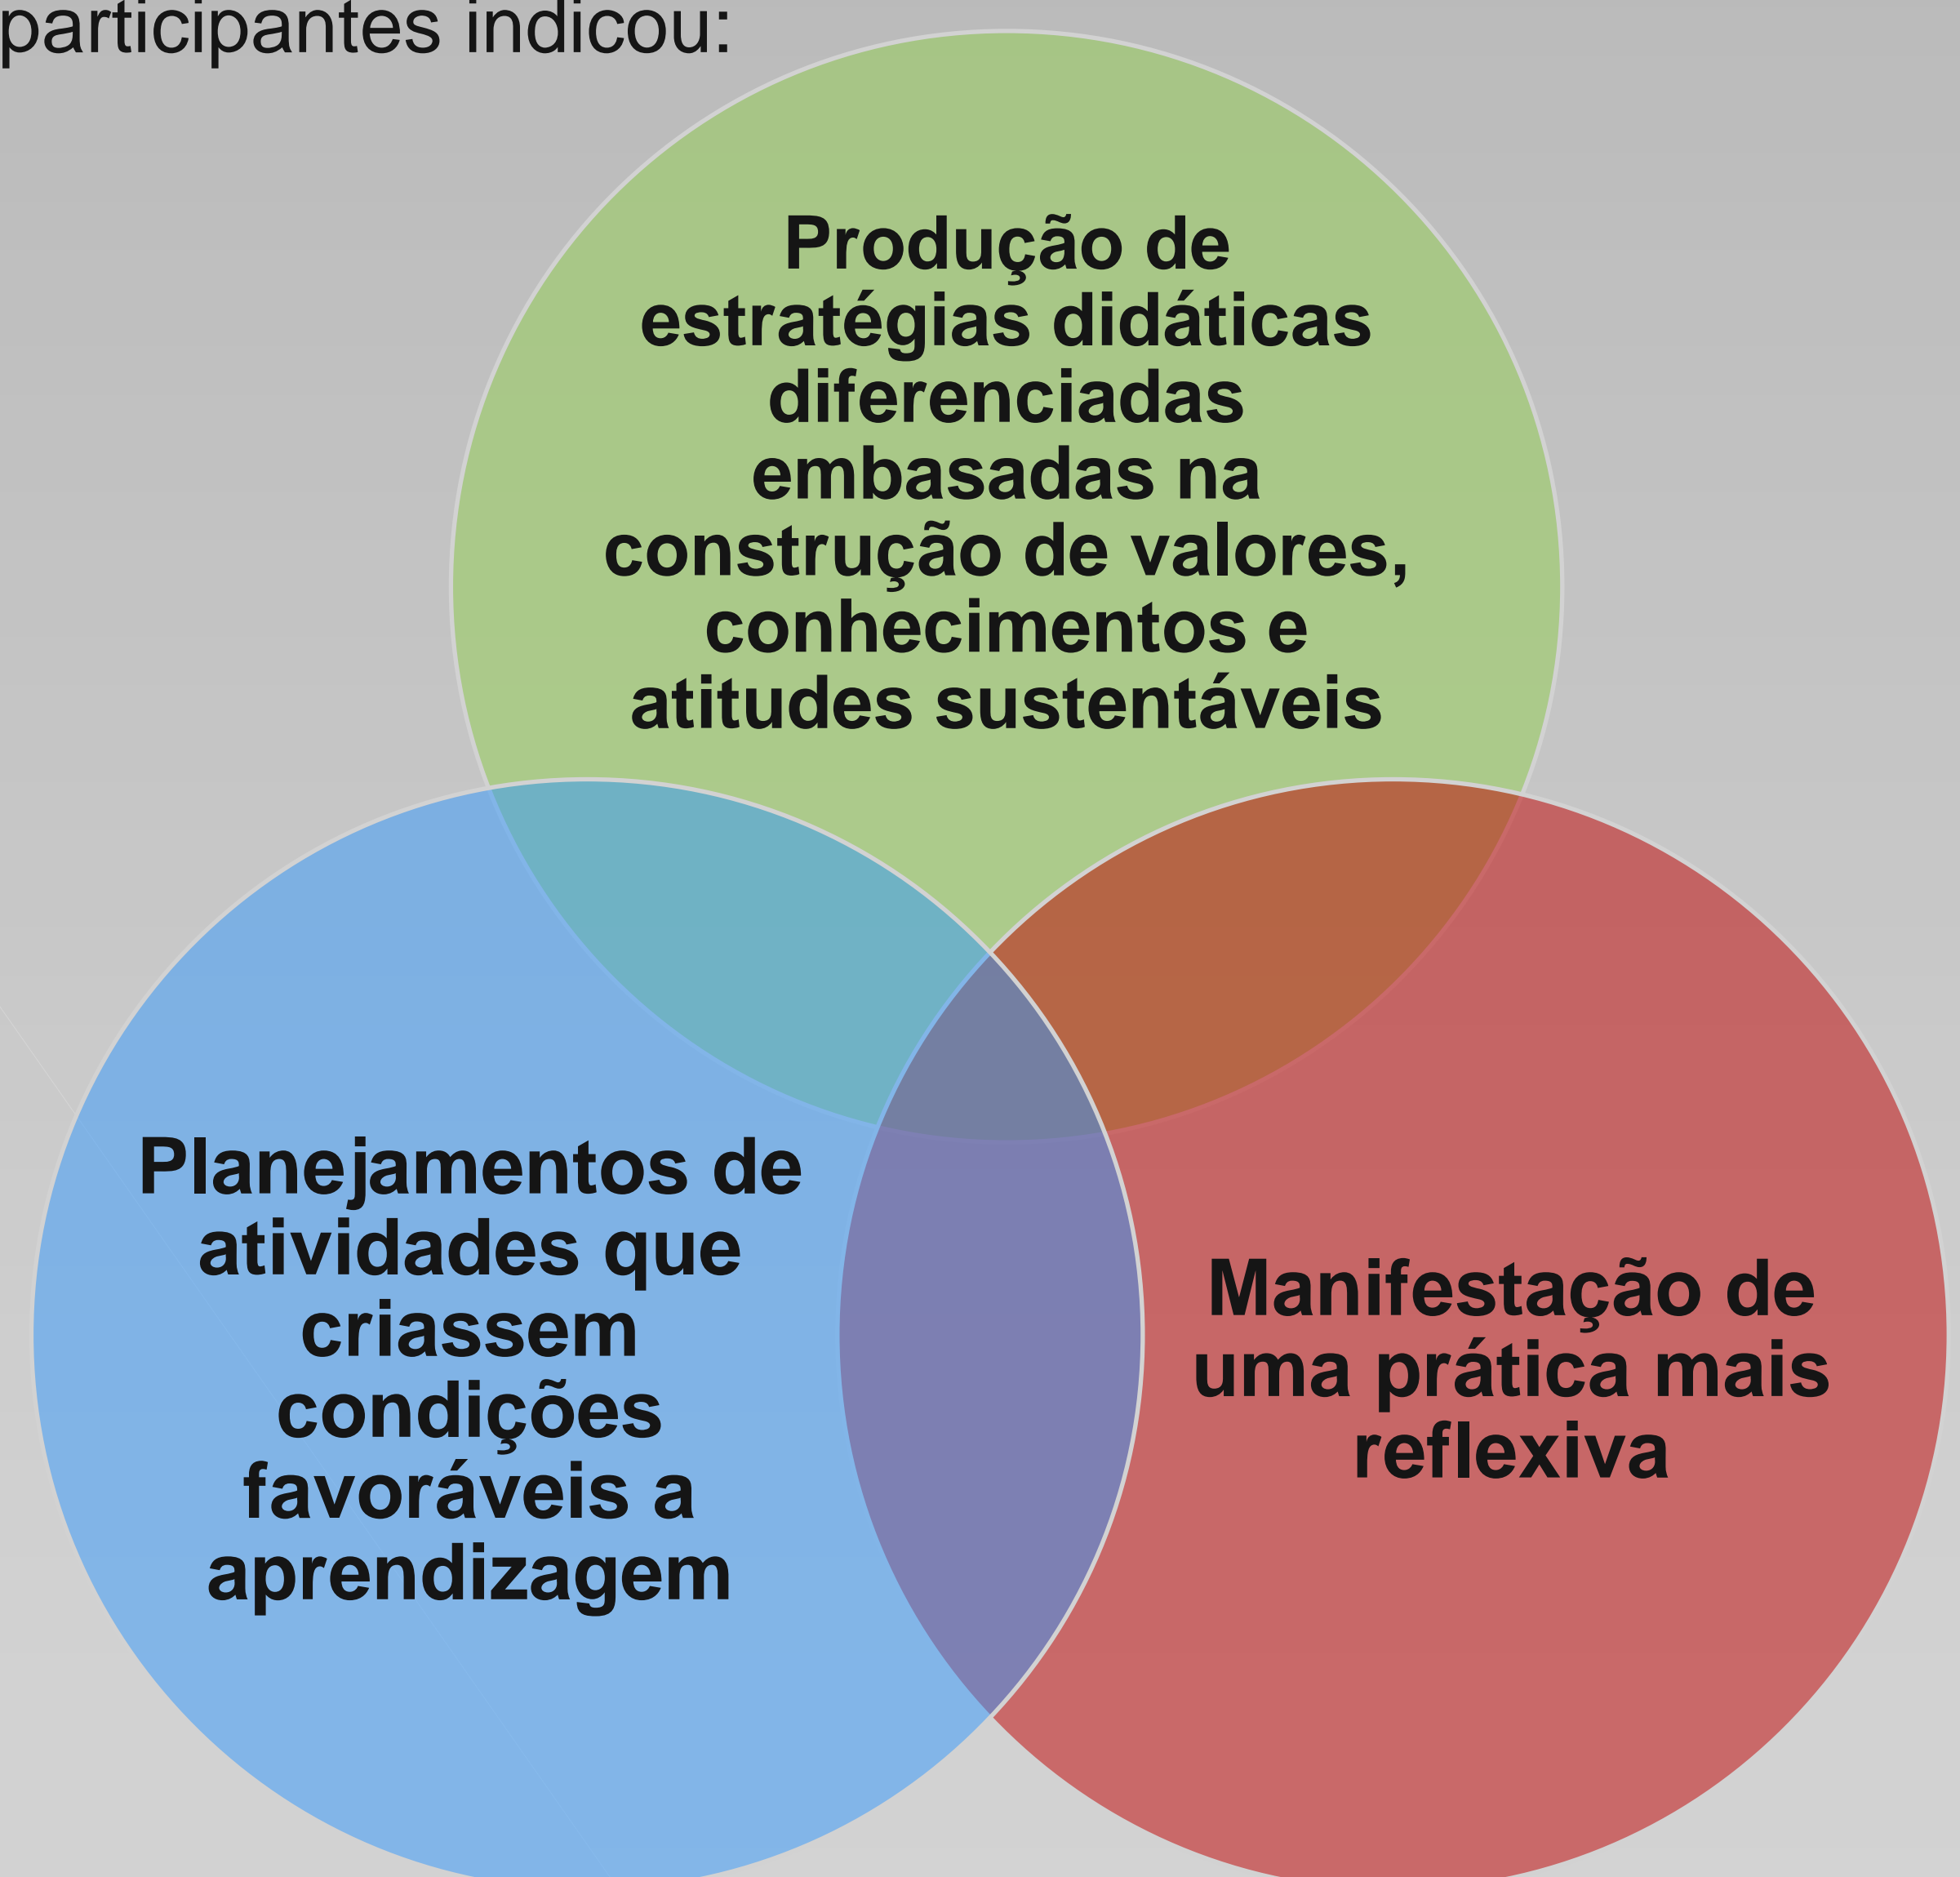 participantes indicou:
Produção de
estratégias didáticas
diferenciadas
embasadas na
construção de valores,
conhecimentos e
atitudes sustentáveis
Planejamentos de
atividades que
criassem
condições
favoráveis a
aprendizagem
Manifestação de
uma prática mais
reflexiva